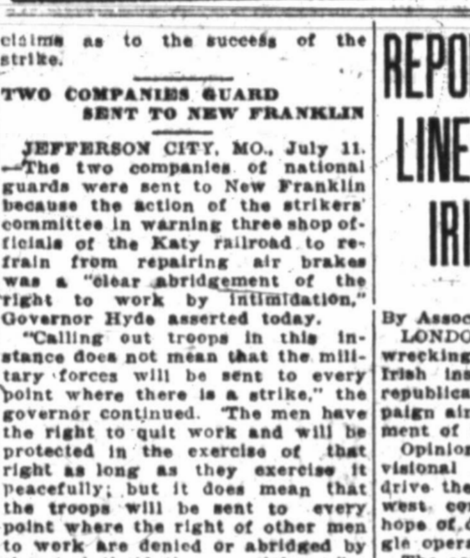 claims as to the success of the
strike.
TWO COMPANIES GUARD
SENT TO NEW FRANKLIN
JEFFERSON CITY, MO., July 11.
—The two companies of national
guards were sent to New Franklin
because the action of the strikers'
committee in warning three shop of-
ficials of the Katy railroad to re-
frain from repairing air brakes
was a "clear abridgement of the
right to work by intimidation,"
Governor Hyde asserted today.
"Calling out troops in this in-
stance does not mean that the mili-
tary forces will be sent to every
point where there is a strike," the
governor continued. "The men have
the right to quit work and will be
protected in the exercise of that
right as long as they exercise it
peacefully; but it does mean that
the troops will be sent to every
point where the right of other men
to work are denied or abridged by
REPO
LINE
IRI
By Assoc
LONDO
wrecking
Irish ins
republica
paign ain
ment of
Opinion
visional
drive the
west co
hope of
gle oper